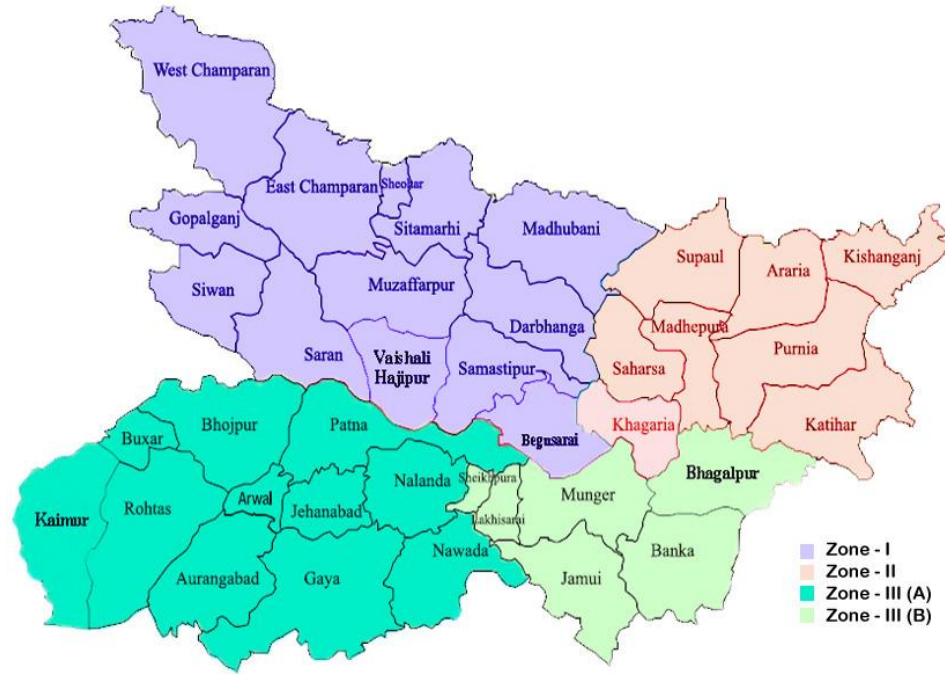 West Champaran
East Champaran
Sheohar
Gopalganj
Sitamarhi
Madhubani
Supaul
Araria
Kishanganj
Siwan
Muzaffarpur
Darbhanga
Madhepura
Purnia
Saran
Vaishali
Hajipur
Samastipur
Saharsa
Bhojpur
Patna
Khagaria
Katihar
Buxar
Begusarai
Nalanda
Sheikhpura
Munger
Bhagalpur
Kaimur
Rohtas
Arwal
Jehanabad
Lakhisarai
Nawada
Banka
Aurangabad
Gaya
Jamui
Zone - I
Zone - II
Zone - III (A)
Zone - III (B)